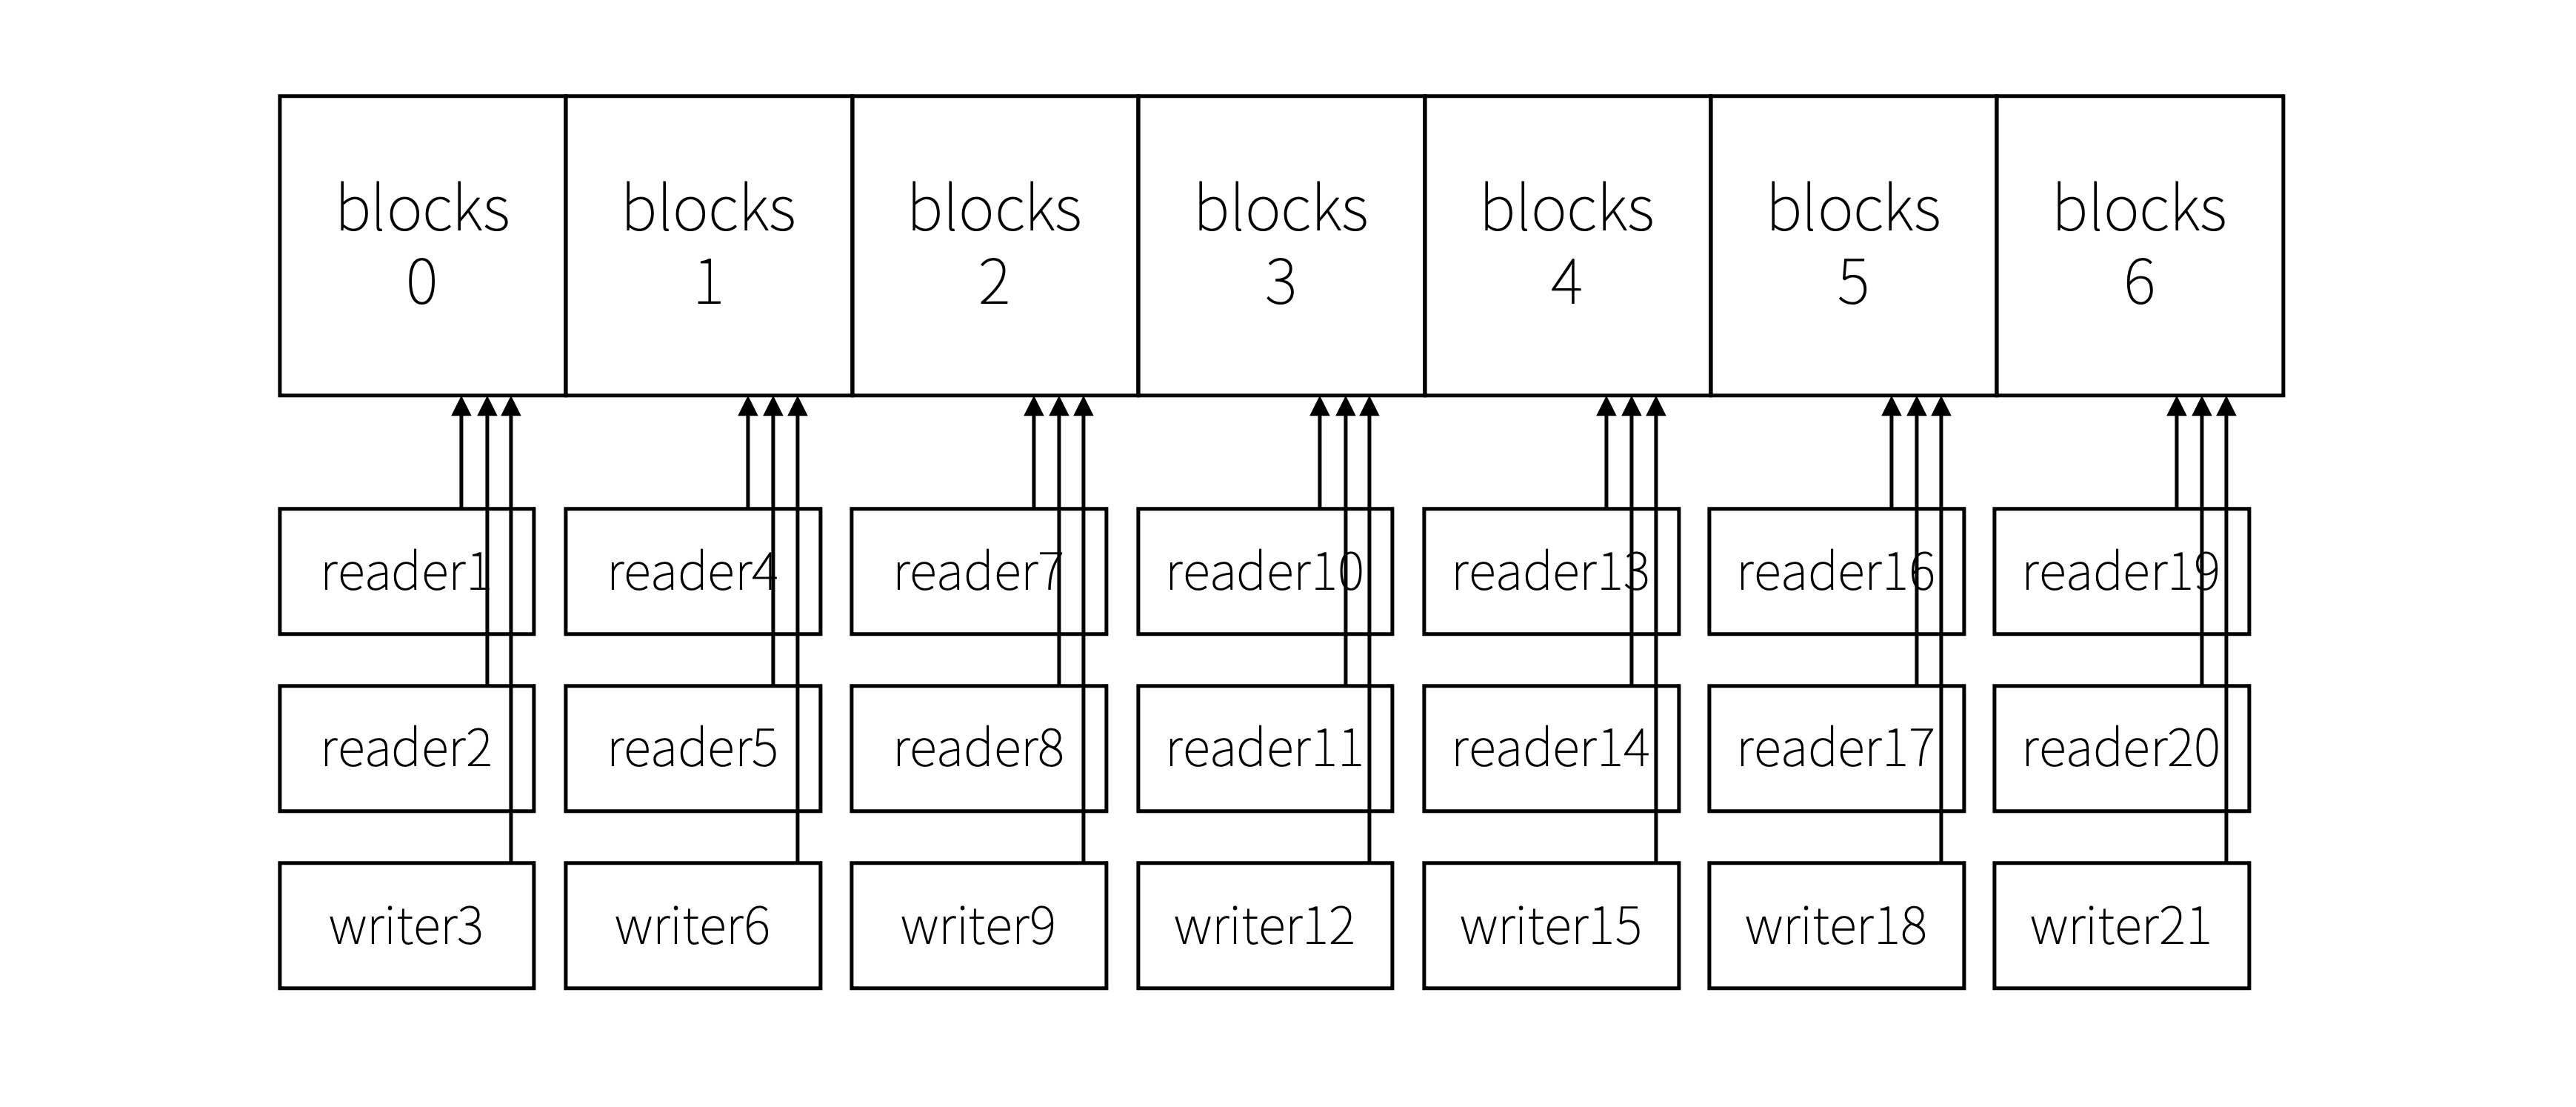 blocks
0
blocks
1
blocks
2
blocks
3
blocks
4
blocks
5
blocks
6
reader1
reader4
reader7
reader10
reader13
reader16
reader19
reader2
reader5
reader8
reader11
reader14
reader17
reader20
writer3
writer6
writer9
writer12
writer15
writer18
writer21